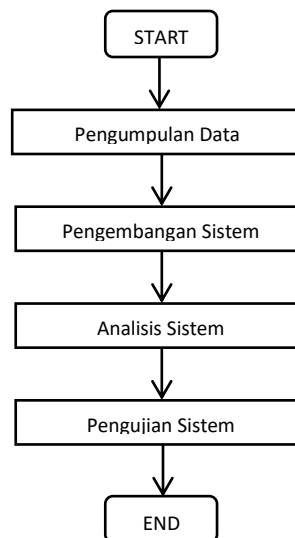 START
Pengumpulan Data
Pengembangan Sistem
Analisis Sistem
Pengujian Sistem
END